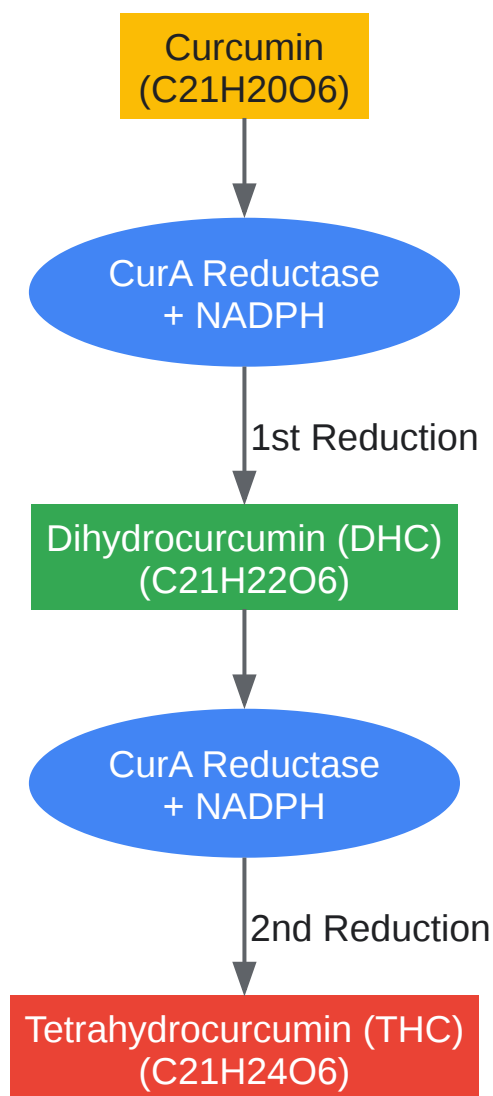 Curcumin
(C21H20O6)
CurA Reductase
+ NADPH
1st Reduction
Dihydrocurcumin (DHC)
(C21H22O6)
CurA Reductase
+ NADPH
2nd Reduction
Tetrahydrocurcumin (THC)
(C21H24O6)